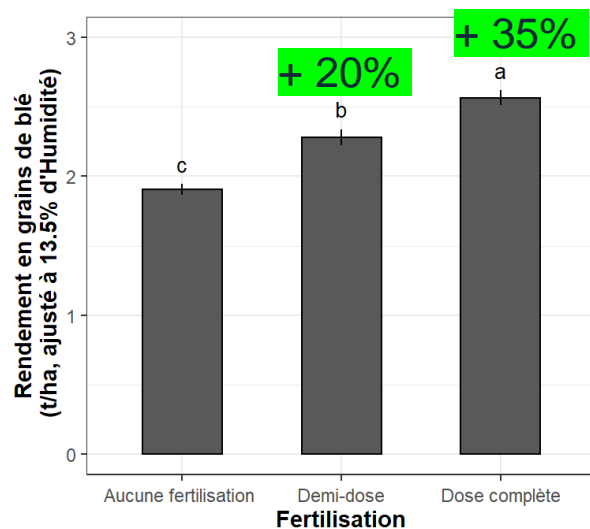 + 35%
+ 20%
3
2
1
0
a
b
c
Rendement en grains de blé
(t/ha, ajusté à 13.5% d'Humidité)
Aucune fertilisation
Demi-dose
Dose complète
Fertilisation